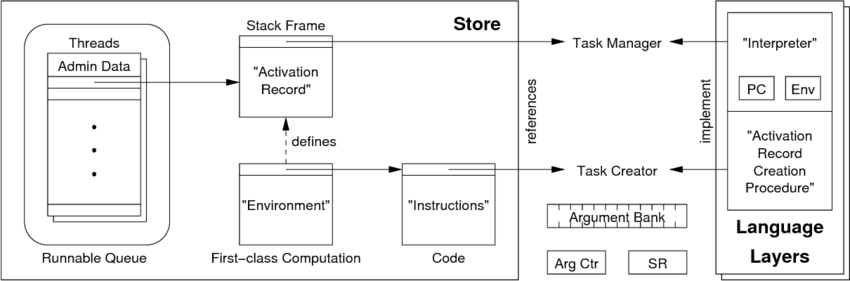 Store
Threads
Admin Data
Runnable Queue
Stack Frame
"Activation
Record"
defines
"Environment"
First-class Computation
"Instructions"
Code
references
Task Manager
Task Creator
implement
Argument Bank
Arg Ctr
SR
"Interpreter"
PC
Env
"Activation
Record
Creation
Procedure"
Language
Layers